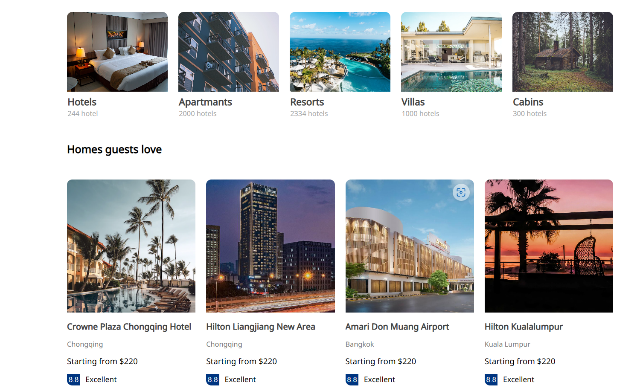 Hotels Apartmants Resorts Villas Cabins
244 hotel 2000 hotels 2334 hotels 1000 hotels 300 hotels
Homes guests love
Crowne Plaza Chongqing Hotel Hilton Liangjiang New Area Amari Don Muang Airport Hilton Kualalumpur
Chongqing Chongqing Bangkok Kuala Lumpur
Starting from $220 Starting from $220 Starting from $220 Starting from $220
8.8 Excellent 8.8 Excellent 8.8 Excellent 8.8 Excellent